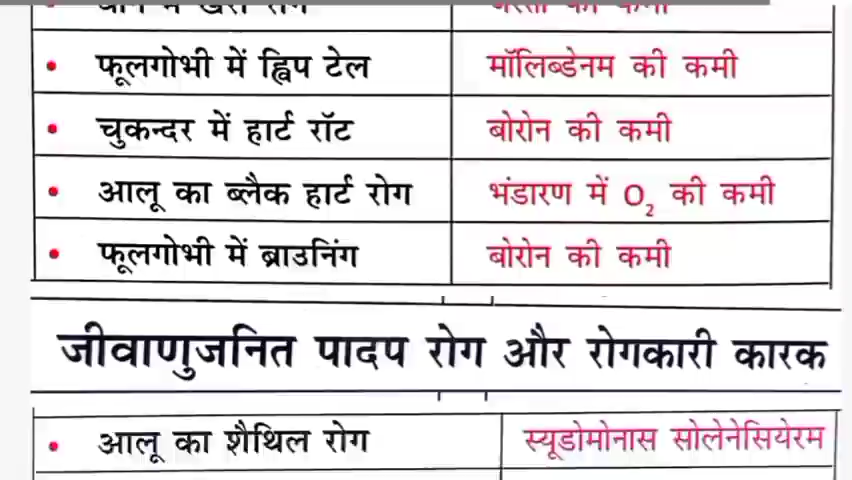 फूलगोभी में ह्विप टेल मॉलिब्डेनम की कमी
चुकन्दर में हार्ट रॉट बोरोन की कमी
आलू का ब्लैक हार्ट रोग भंडारण में O₂ की कमी
फूलगोभी में ब्राउनिंग बोरोन की कमी
जीवाणुजनित पादप रोग और रोगकारी कारक
आलू का शैथिल रोग स्यूडोमोनास सोलेनेसियेरम